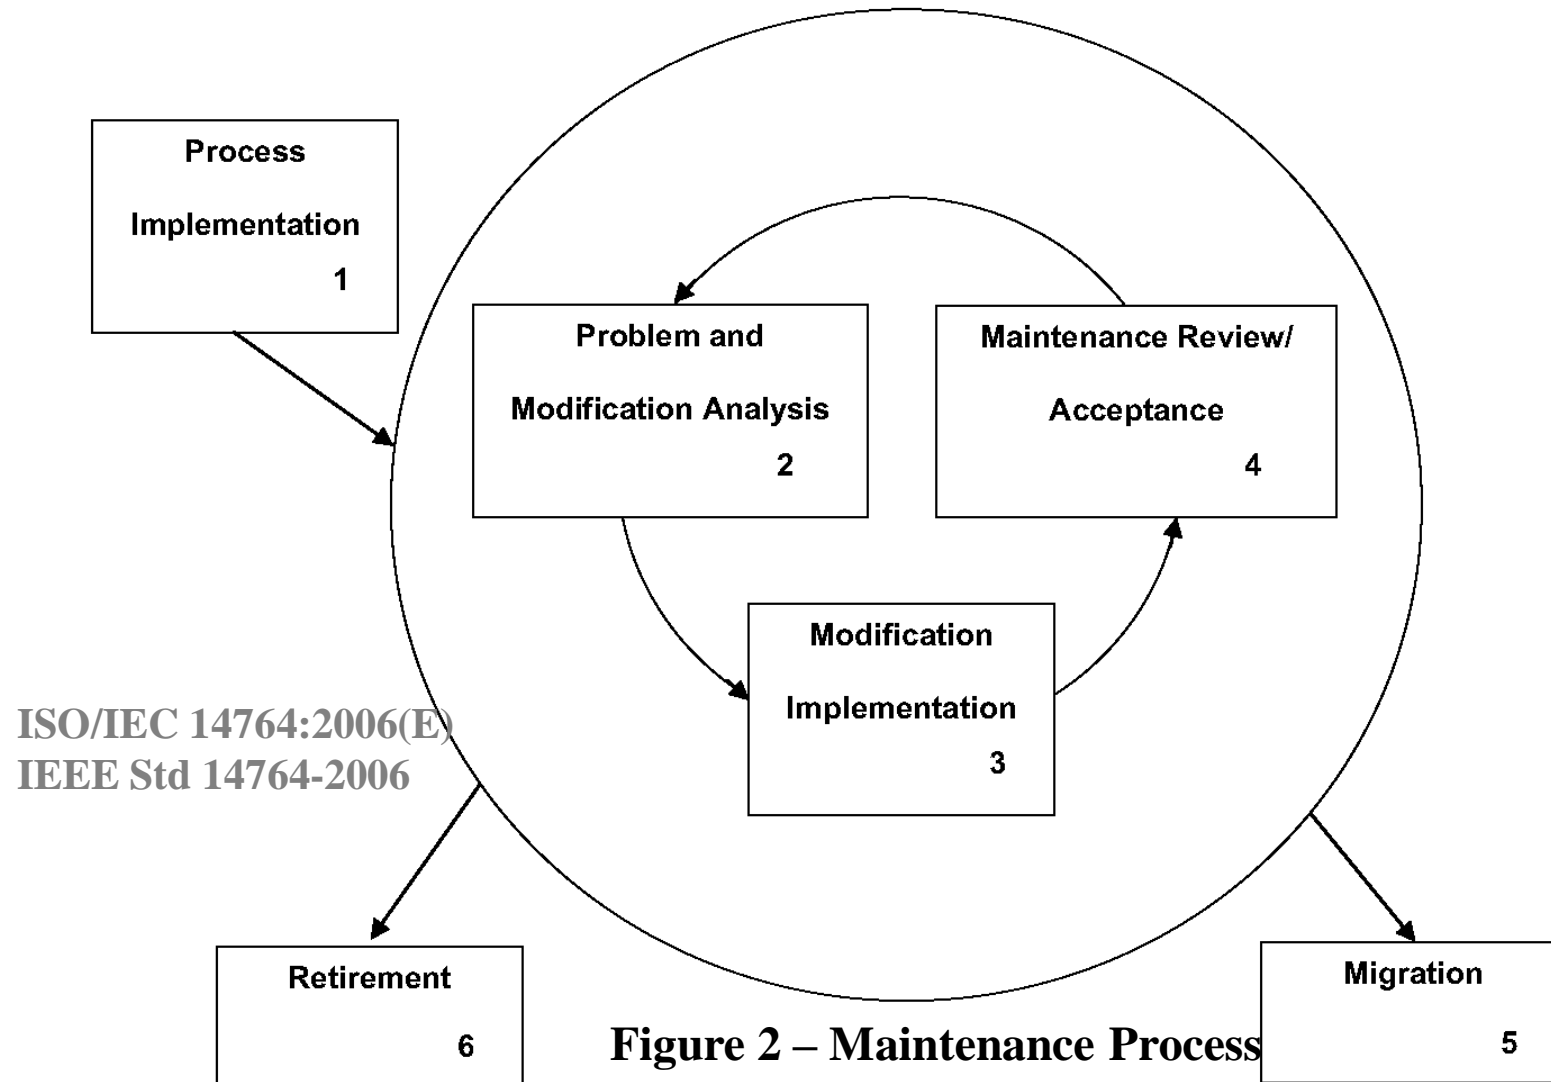 Process
Implementation
1
Problem and
Modification Analysis
2
Maintenance Review/
Acceptance
4
Modification
Implementation
3
ISO/IEC 14764:2006(E)
IEEE Std 14764-2006
Retirement
6
Migration
5
Figure 2 – Maintenance Process